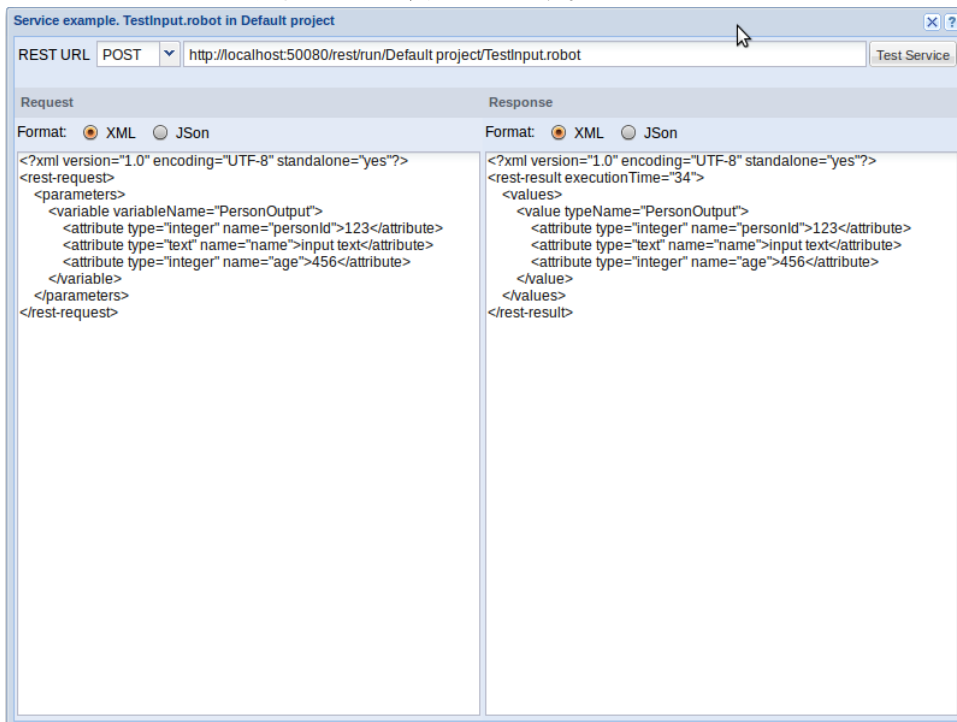 Service example. TestInput.robot in Default project
REST URL POST http://localhost:50080/rest/run/Default project/TestInput.robot Test Service
Request
Format: XML JSon
<?xml version="1.0" encoding="UTF-8" standalone="yes"?>
<rest-request>
<parameters>
<variable variableName="PersonOutput">
<attribute type="integer" name="personId">123</attribute>
<attribute type="text" name="name">input text</attribute>
<attribute type="integer" name="age">456</attribute>
</variable>
</parameters>
</rest-request>
Response
Format: XML JSon
<?xml version="1.0" encoding="UTF-8" standalone="yes"?>
<rest-result executionTime="34">
<values>
<value typeName="PersonOutput">
<attribute type="integer" name="personId">123</attribute>
<attribute type="text" name="name">input text</attribute>
<attribute type="integer" name="age">456</attribute>
</value>
</values>
</rest-result>